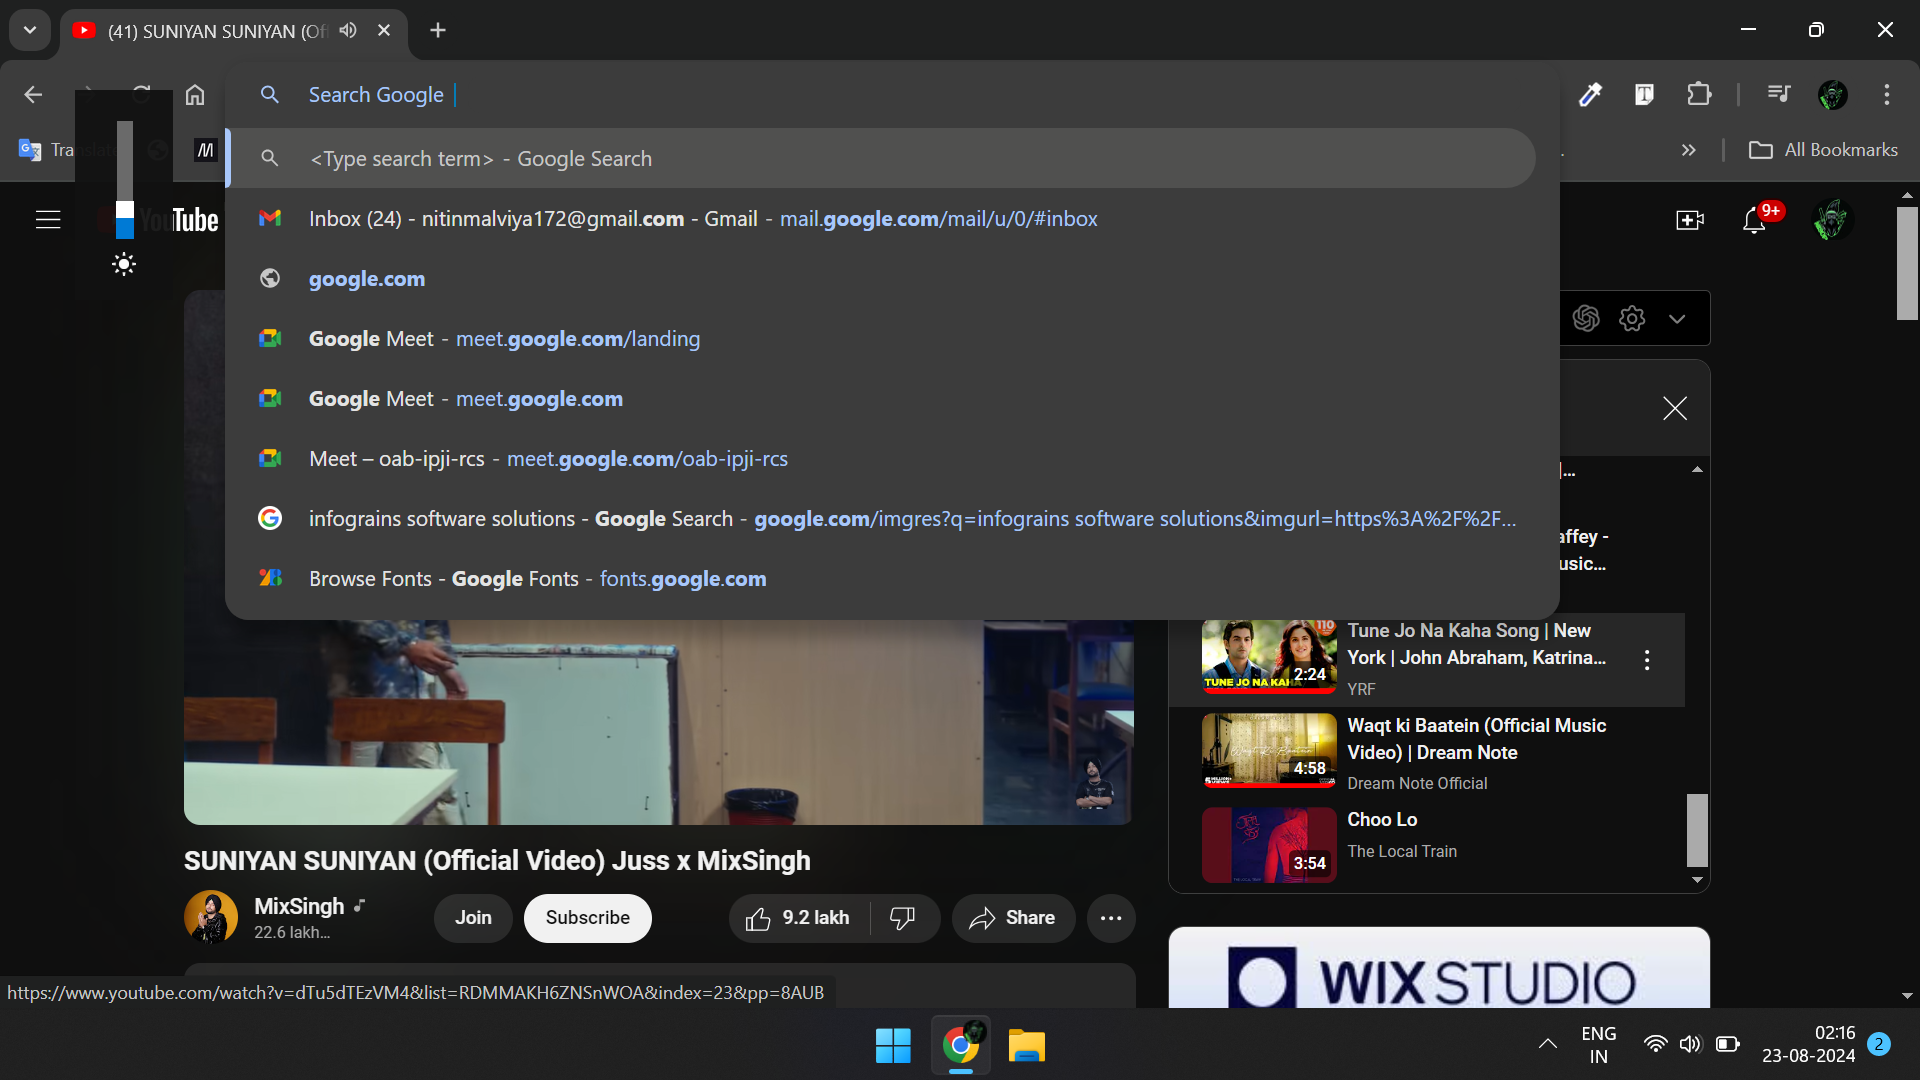 (41) SUNIYAN SUNIYAN (Of
Search Google
All Bookmarks
<Type search term> - Google Search
Inbox (24) - nitinmalviya172@gmail.com - Gmail - mail.google.com/mail/u/0/#inbox
google.com
Google Meet - meet.google.com/landing
Google Meet - meet.google.com
Meet – oab-ipji-rcs - meet.google.com/oab-ipji-rcs
infograins software solutions - Google Search - google.com/imgres?q=infograins software solutions&imgurl=https%3A%2F%2F...
Browse Fonts - Google Fonts - fonts.google.com
Translate
YouTube
9+
affey -
usic...
Tune Jo Na Kaha Song | New
York | John Abraham, Katrina...
YRF
110
TUNE JO NA KAHA
2:24
Waqt ki Baatein (Official Music
Video) | Dream Note
Dream Note Official
4:58
Choo Lo
The Local Train
3:54
SUNIYAN SUNIYAN (Official Video) Juss x MixSingh
MixSingh
22.6 lakh...
Join
Subscribe
9.2 lakh
Share
WIX STUDIO
https://www.youtube.com/watch?v=dTu5dTEzVM4&list=RDMMAKH6ZNSnWOA&index=23&pp=8AUB
ENG
IN
02:16
23-08-2024
2